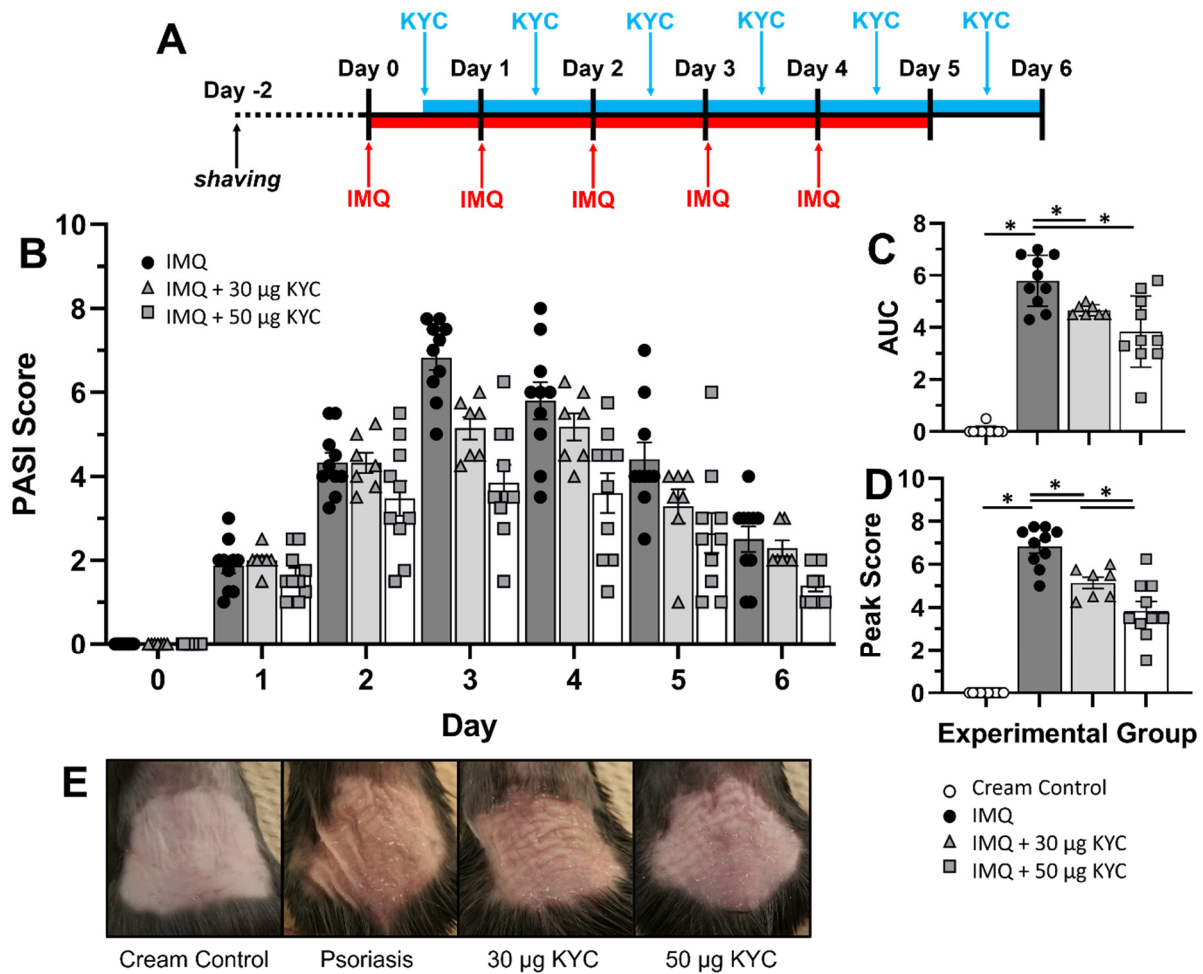 A
KYC KYC KYC KYC KYC KYC
Day -2 Day 0 Day 1 Day 2 Day 3 Day 4 Day 5 Day 6
shaving
IMQ IMQ IMQ IMQ IMQ
B
IMQ
IMQ + 30 µg KYC
IMQ + 50 µg KYC
PASI Score
10
8
6
4
2
0
0 1 2 3 4 5 6
Day
C
* * *
AUC
8
6
4
2
0
D
* * *
Peak Score
10
8
6
4
2
0
Experimental Group
Cream Control
IMQ
IMQ + 30 µg KYC
IMQ + 50 µg KYC
E
Cream Control Psoriasis 30 µg KYC 50 µg KYC